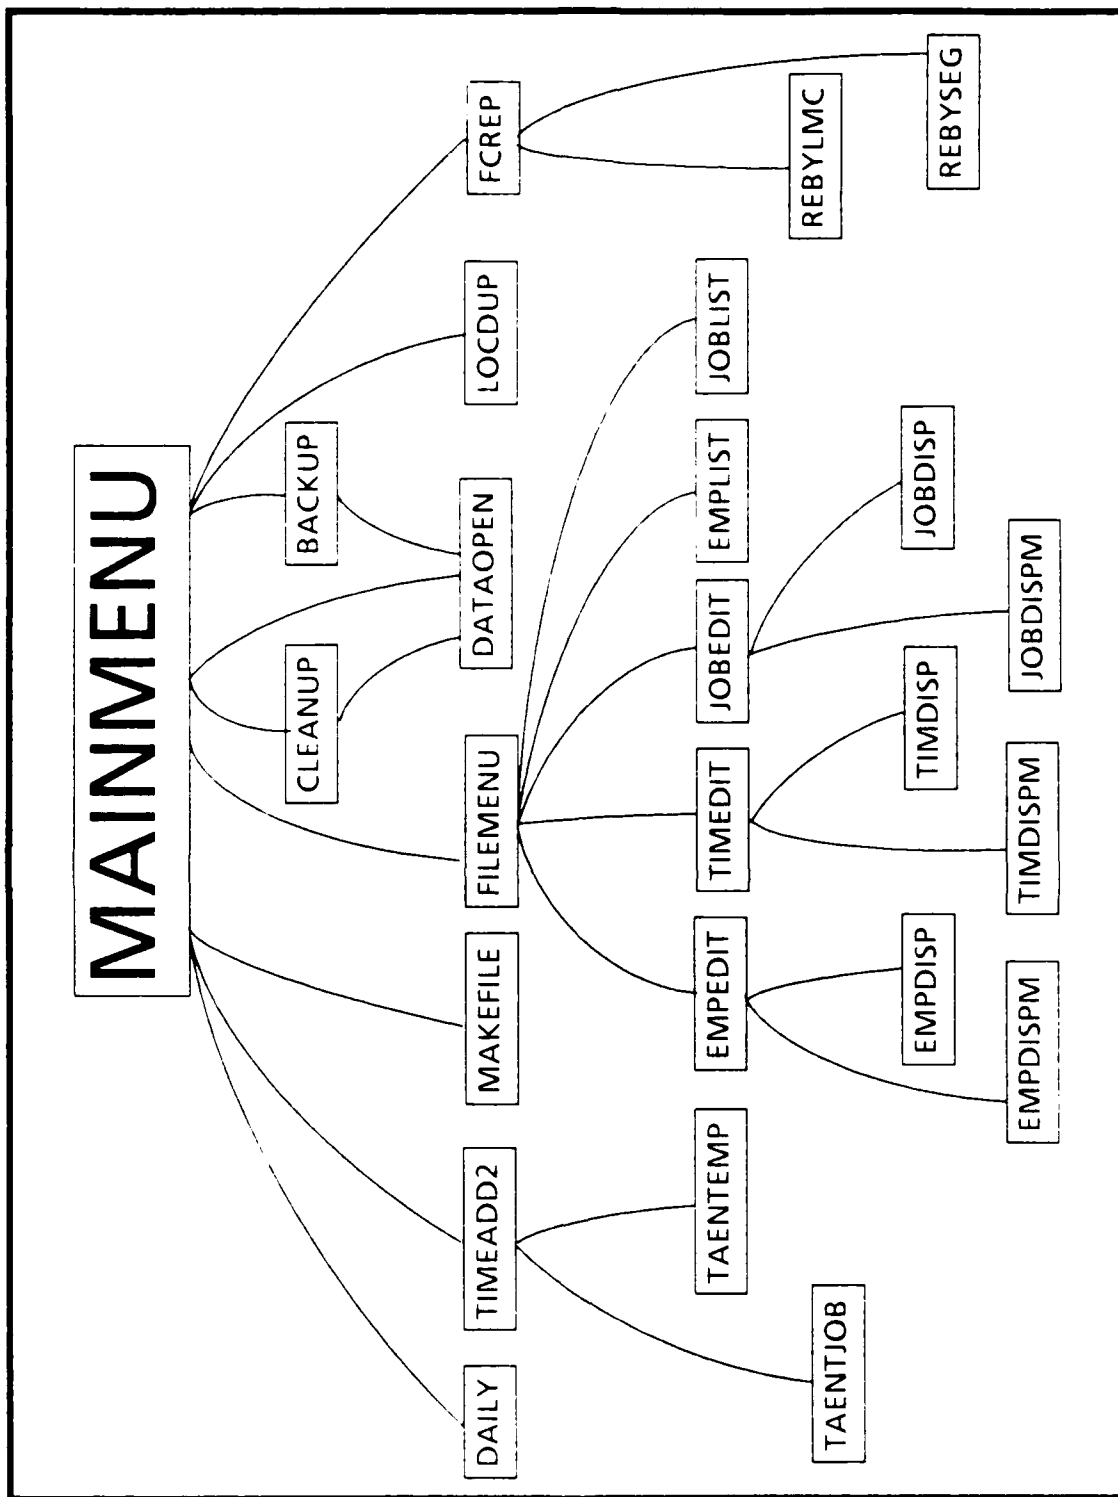 MAINMENU
CLEANUP
BACKUP
DAILY
TIMEADD2
MAKEFILE
FILEMENU
DATAOPEN
LOCDUP
FCREP
TAENTEMP
EMPEDIT
TIMEDIT
JOBEDIT
EMPLIST
JOBLIST
TAENTJOB
REBYLMC
EMPDISP
TIMDISP
JOBDISP
REBYSEG
EMPDISPM
TIMDISPM
JOBDISPM